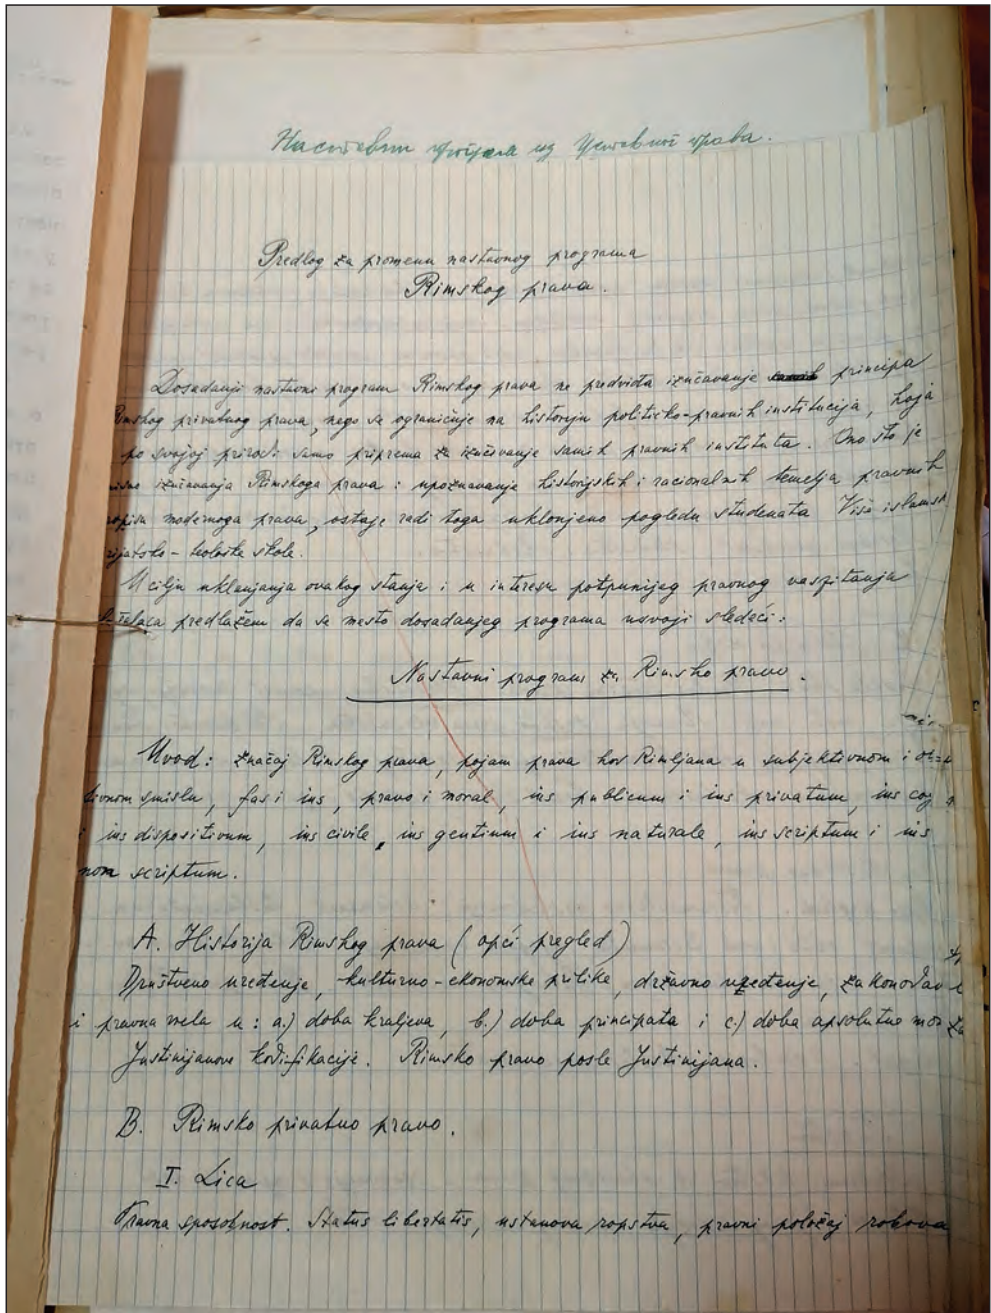 из права.
Predlog za promenu nastavnog programa
Rimskog prava.
Dosadanji nastavni program Rimskog prava ne predviđa izučavanje principa
Rimskog privatnog prava, nego se ograničuje na historiju političko-pravnih institucija, koja
po svojoj prirodi samo priprema za izučivanje samih pravnih instituta. Ono što je
izučavanja Rimskoga prava: upoznavanje historijskih i racionalnih temelja pravnih
propisa modernoga prava, ostaje radi toga uklonjeno pogledu studenata Više islamsk
rijatsko-teološke škole.
U cilju uklanjanja ovakog stanja i u interesu potpunijeg pravnog vaspitanja
predlažem da se mesto dosadanjeg programa usvoji sledeći:
Nastavni program za Rimsko pravo.
Uvod: Značaj Rimskog prava, pojam prava kod Rimljana u subjektivnom i
tivnom smislu, fas i ius, pravo i moral, ius publicum i ius privatum, ius cog
i ius dispositivum, ius civile, ius gentium i ius naturale, ius scriptum i ius
non scriptum.
A. Historija Rimskog prava (opći pregled)
Društveno uređenje, kulturno-ekonomske prilike, državno uređenje, zakonodav
i pravna vrela u: a.) doba kraljeva, b.) doba principata i c.) doba apsolutne mon
Justinijanove kodifikacije. Rimsko pravo posle Justinijana.
B. Rimsko privatno pravo.
I. Lica
Pravna sposobnost. Status libertatis, ustanova ropstva, pravni položaj robova